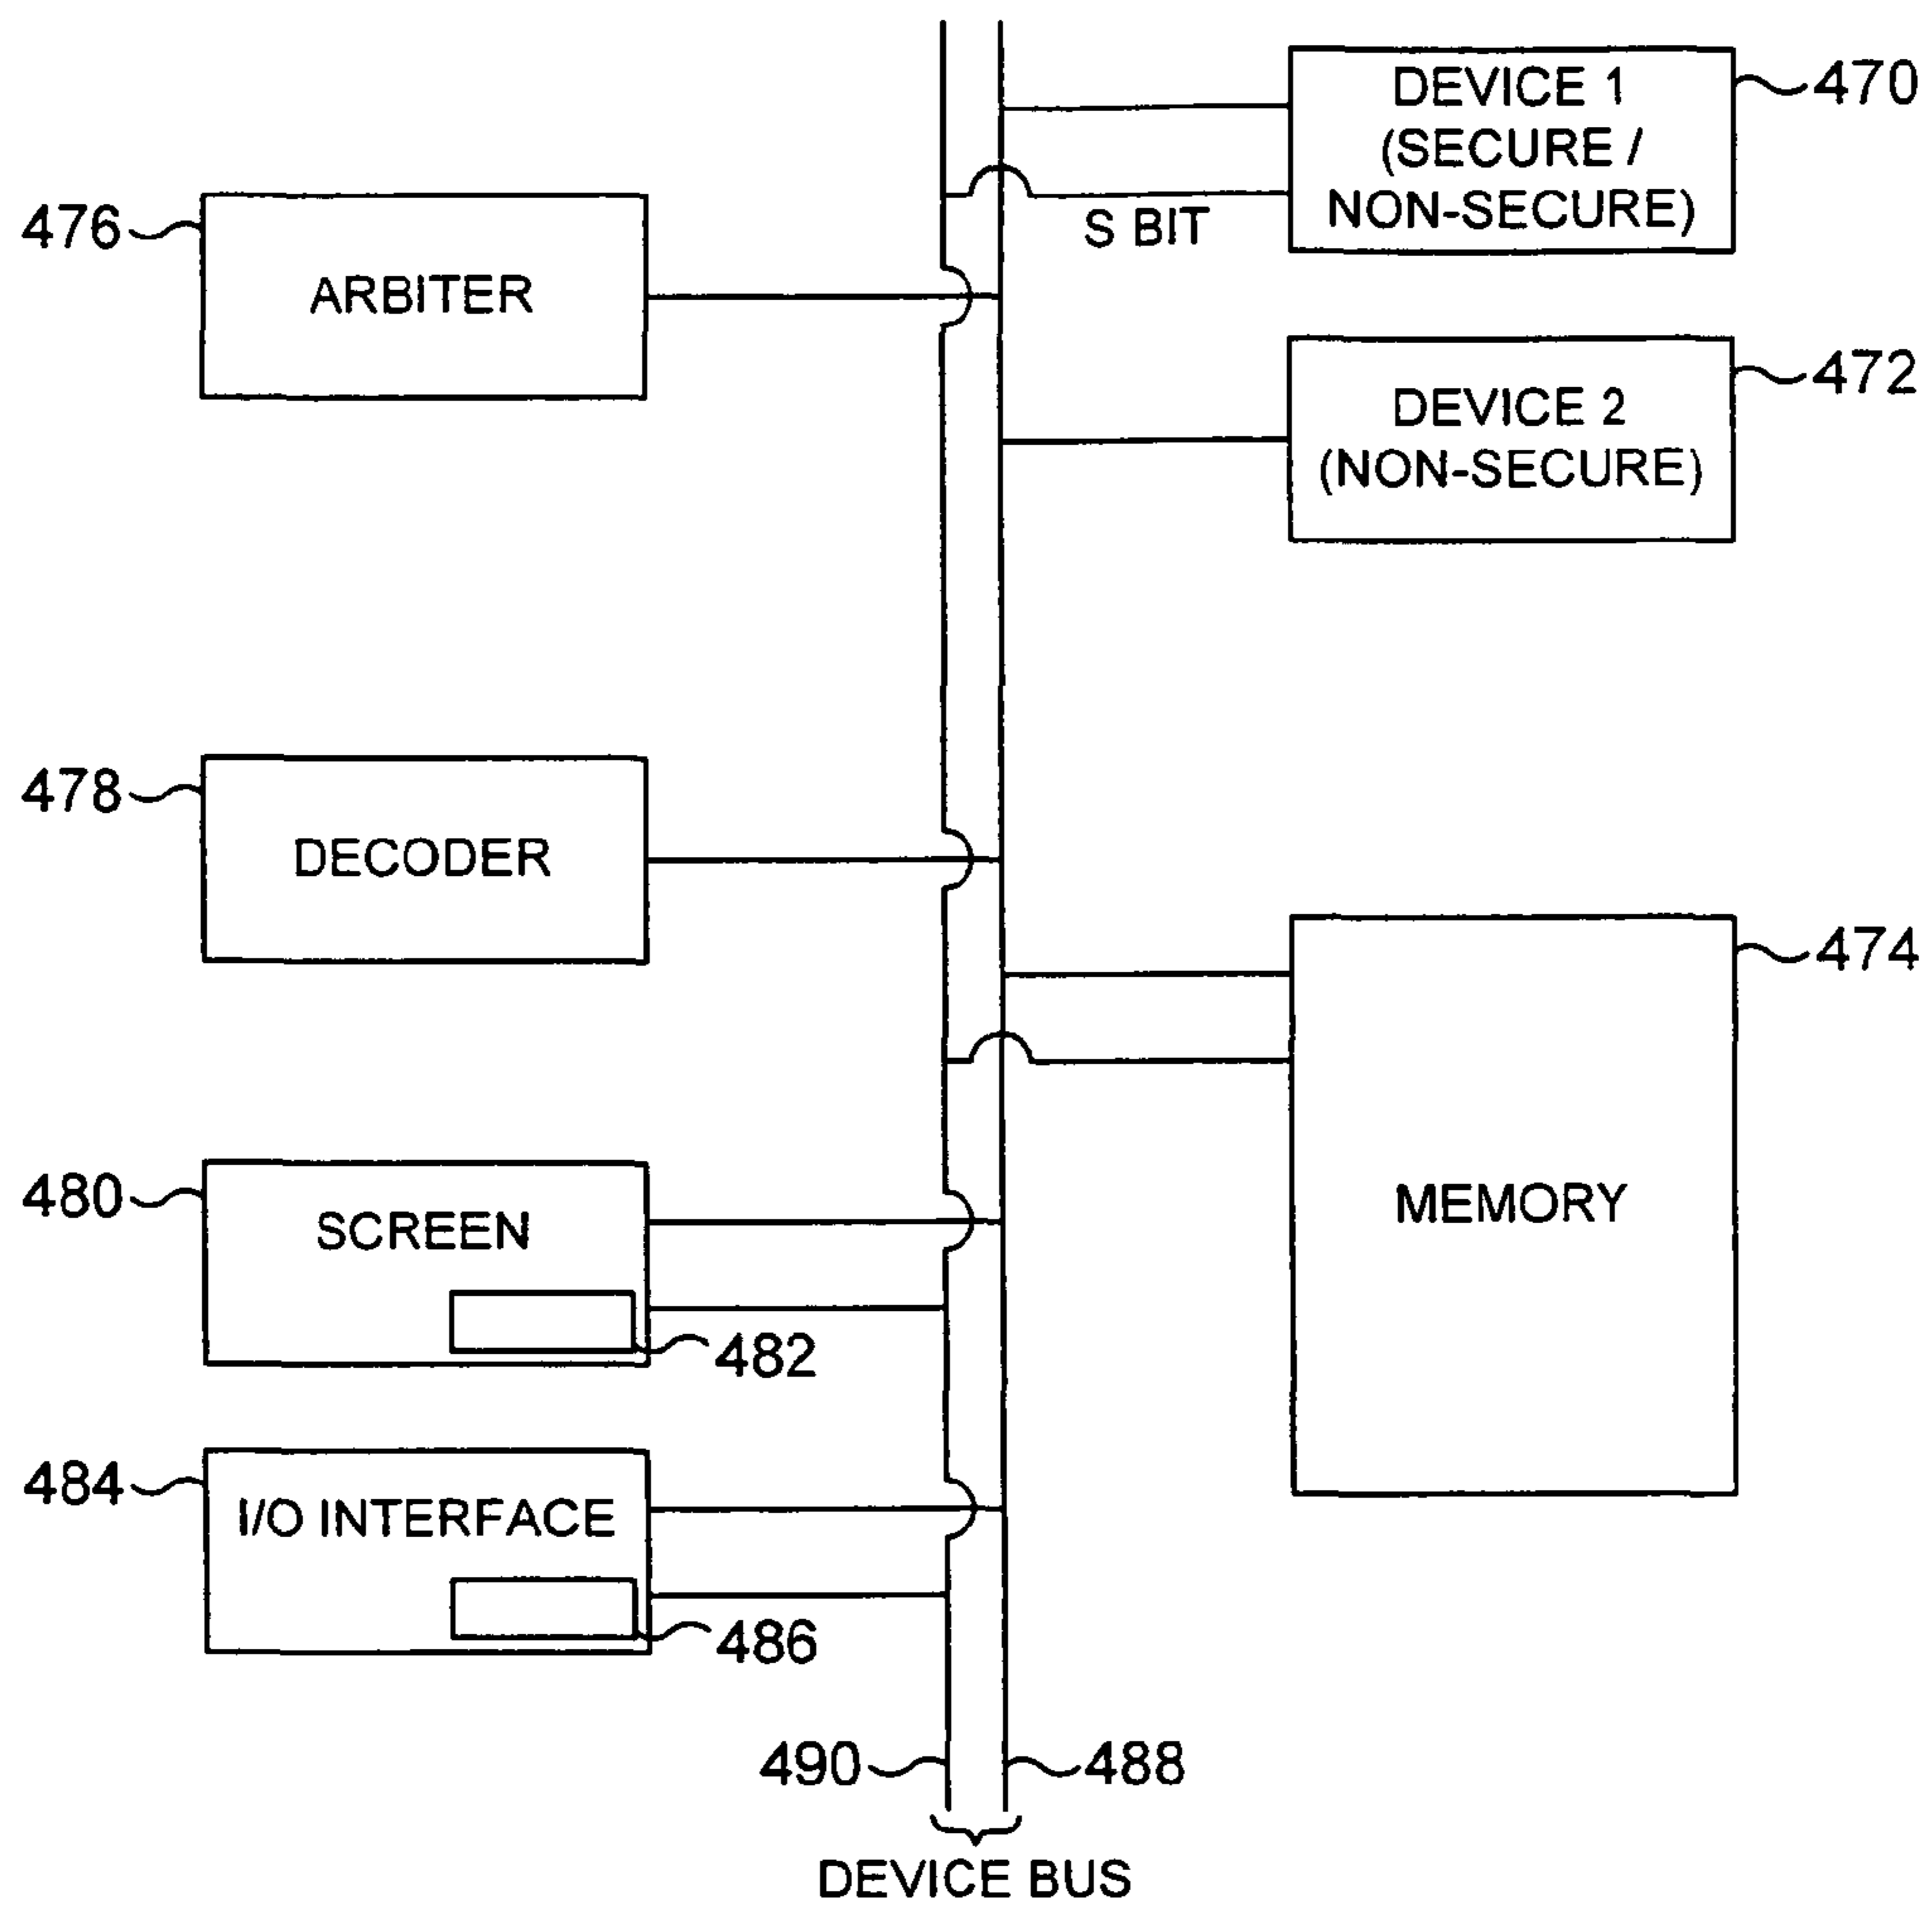 DEVICE 1
(SECURE /
NON-SECURE)
470
S BIT
476
ARBITER
DEVICE 2
(NON-SECURE)
472
478
DECODER
474
MEMORY
480
SCREEN
482
484
I/O INTERFACE
486
490
488
DEVICE BUS